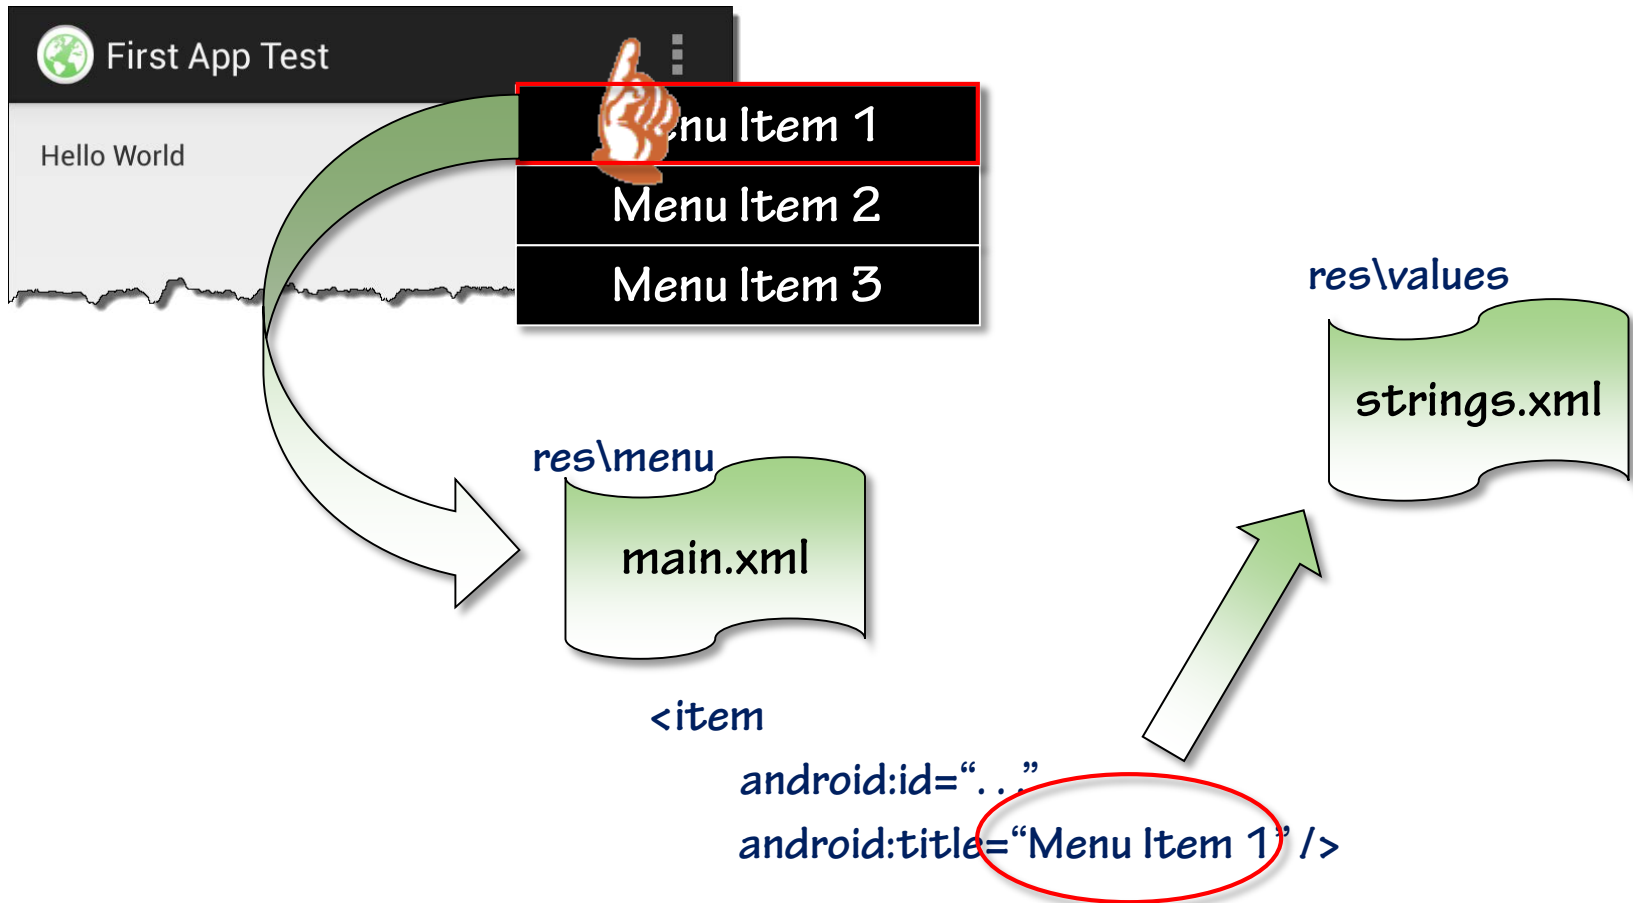 First App Test
Hello World
enu Item 1
Menu Item 2
Menu Item 3
res\values
strings.xml
res\menu
main.xml
<item
android:id=“. . .”
android:title=“Menu Item 1” />